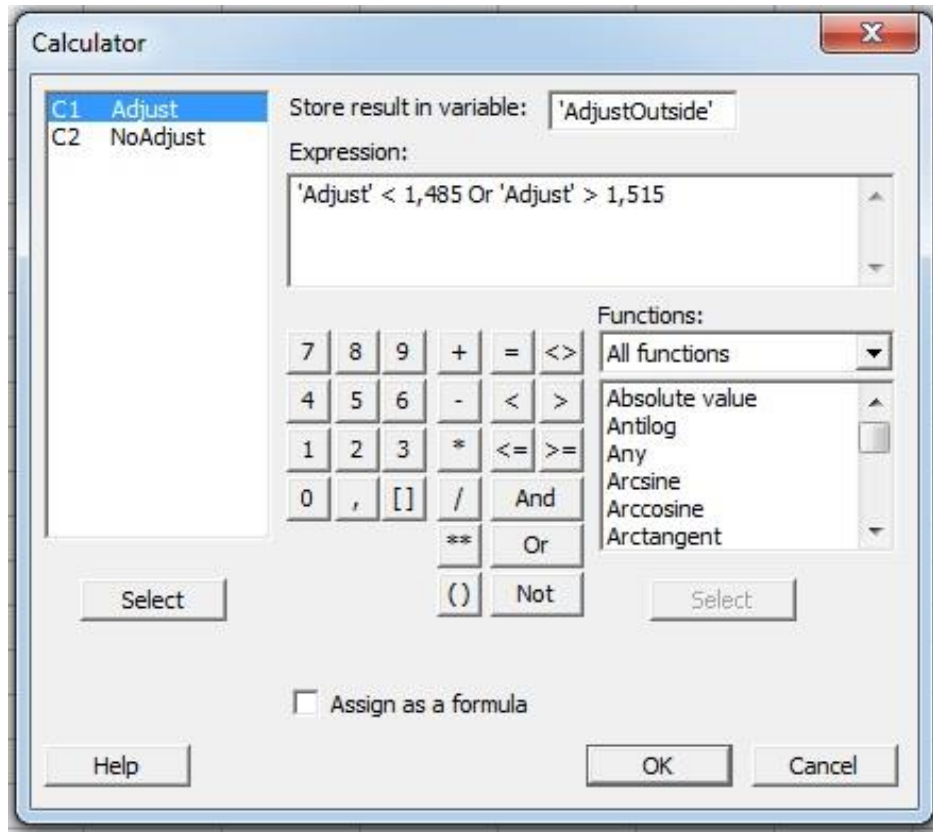 Calculator
X
C1 Adjust
C2 NoAdjust
Store result in variable: 'AdjustOutside'
Expression:
'Adjust' < 1,485 Or 'Adjust' > 1,515
Functions:
7 8 9 + = <> All functions
4 5 6 - < >
1 2 3 * <= >=
0 , [] / And
** Or
() Not
Absolute value
Antilog
Any
Arcsine
Arccosine
Arctangent
Select
Select
Assign as a formula
Help
OK
Cancel